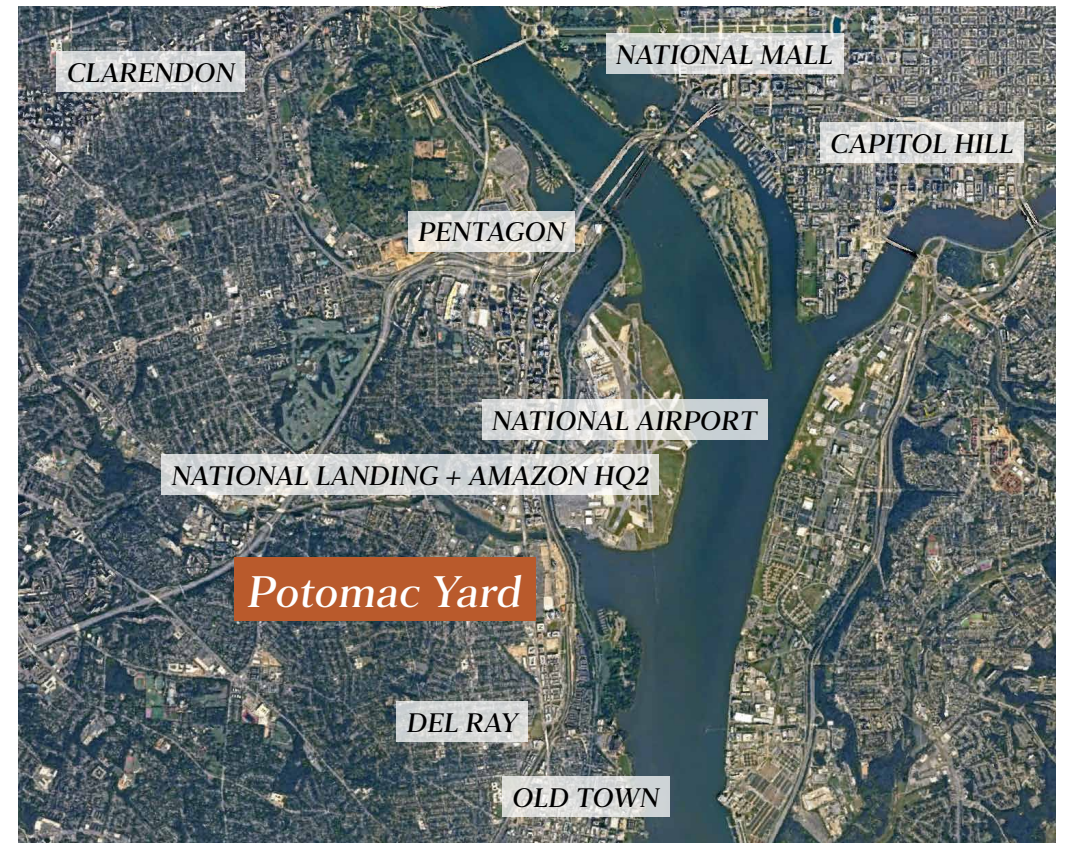 CLARENDON
NATIONAL MALL
CAPITOL HILL
PENTAGON
NATIONAL AIRPORT
NATIONAL LANDING + AMAZON HQ2
Potomac Yard
DEL RAY
OLD TOWN